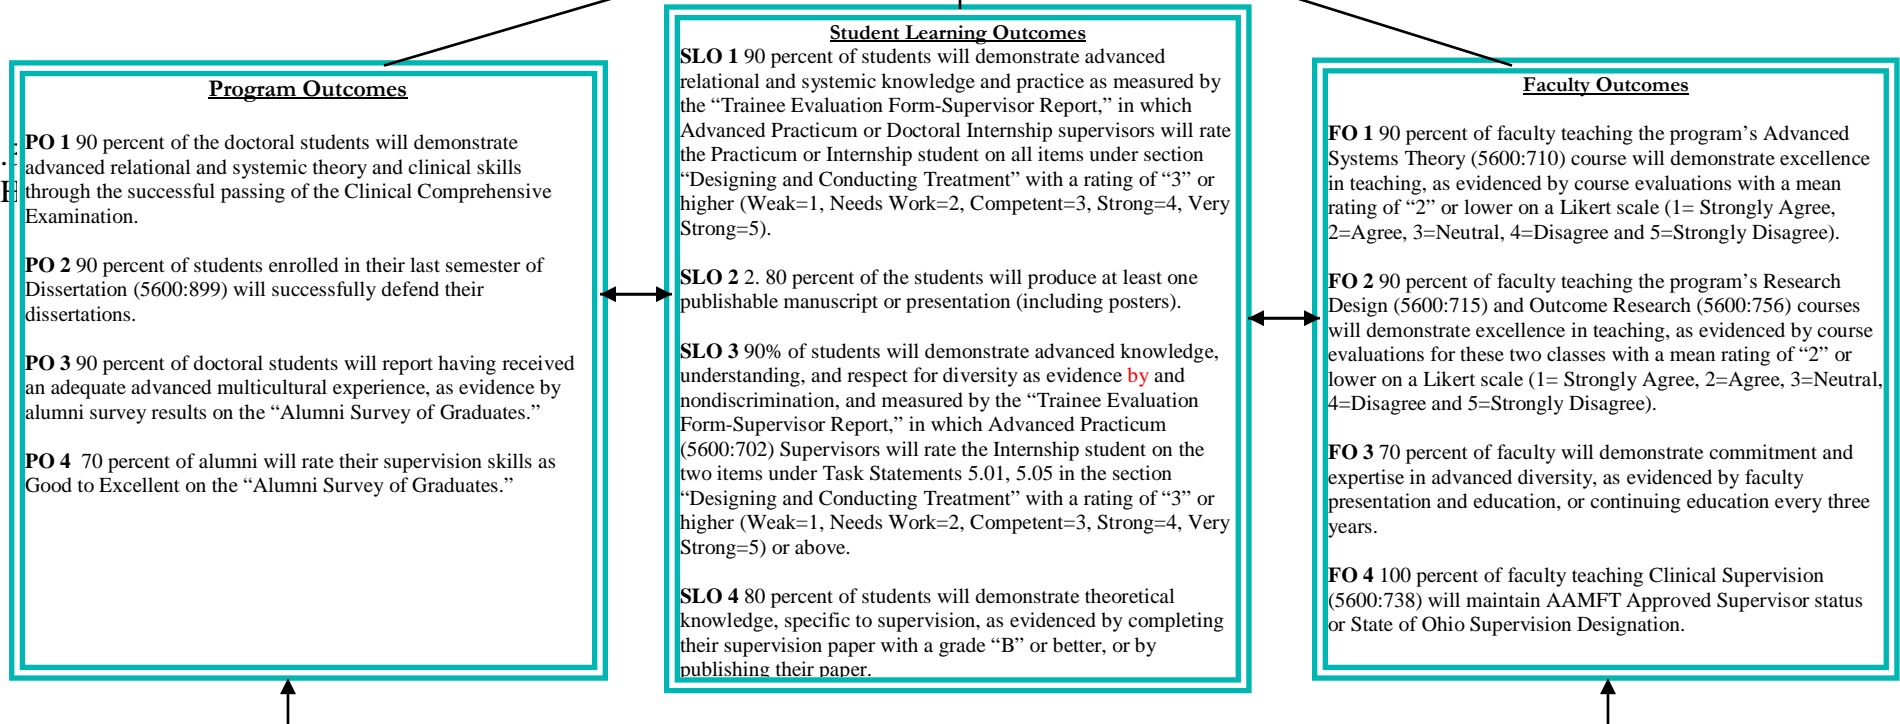 Program Outcomes
PO 1 90 percent of the doctoral students will demonstrate
advanced relational and systemic theory and clinical skills
through the successful passing of the Clinical Comprehensive
Examination.
PO 2 90 percent of students enrolled in their last semester of
Dissertation (5600:899) will successfully defend their
dissertations.
PO 3 90 percent of doctoral students will report having received
an adequate advanced multicultural experience, as evidence by
alumni survey results on the “Alumni Survey of Graduates.”
PO 4 70 percent of alumni will rate their supervision skills as
Good to Excellent on the “Alumni Survey of Graduates.”
Student Learning Outcomes
SLO 1 90 percent of students will demonstrate advanced
relational and systemic knowledge and practice as measured by
the “Trainee Evaluation Form-Supervisor Report,” in which
Advanced Practicum or Doctoral Internship supervisors will rate
the Practicum or Internship student on all items under section
“Designing and Conducting Treatment” with a rating of “3” or
higher (Weak=1, Needs Work=2, Competent=3, Strong=4, Very
Strong=5).
SLO 2 2. 80 percent of the students will produce at least one
publishable manuscript or presentation (including posters).
SLO 3 90% of students will demonstrate advanced knowledge,
understanding, and respect for diversity as evidence by and
nondiscrimination, and measured by the “Trainee Evaluation
Form-Supervisor Report,” in which Advanced Practicum
(5600:702) Supervisors will rate the Internship student on the
two items under Task Statements 5.01, 5.05 in the section
“Designing and Conducting Treatment” with a rating of “3” or
higher (Weak=1, Needs Work=2, Competent=3, Strong=4, Very
Strong=5) or above.
SLO 4 80 percent of students will demonstrate theoretical
knowledge, specific to supervision, as evidenced by completing
their supervision paper with a grade “B” or better, or by
publishing their paper.
Faculty Outcomes
FO 1 90 percent of faculty teaching the program’s Advanced
Systems Theory (5600:710) course will demonstrate excellence
in teaching, as evidenced by course evaluations with a mean
rating of “2” or lower on a Likert scale (1= Strongly Agree,
2=Agree, 3=Neutral, 4=Disagree and 5=Strongly Disagree).
FO 2 90 percent of faculty teaching the program’s Research
Design (5600:715) and Outcome Research (5600:756) courses
will demonstrate excellence in teaching, as evidenced by course
evaluations for these two classes with a mean rating of “2” or
lower on a Likert scale (1= Strongly Agree, 2=Agree, 3=Neutral,
4=Disagree and 5=Strongly Disagree).
FO 3 70 percent of faculty will demonstrate commitment and
expertise in advanced diversity, as evidenced by faculty
presentation and education, or continuing education every three
years.
FO 4 100 percent of faculty teaching Clinical Supervision
(5600:738) will maintain AAMFT Approved Supervisor status
or State of Ohio Supervision Designation.